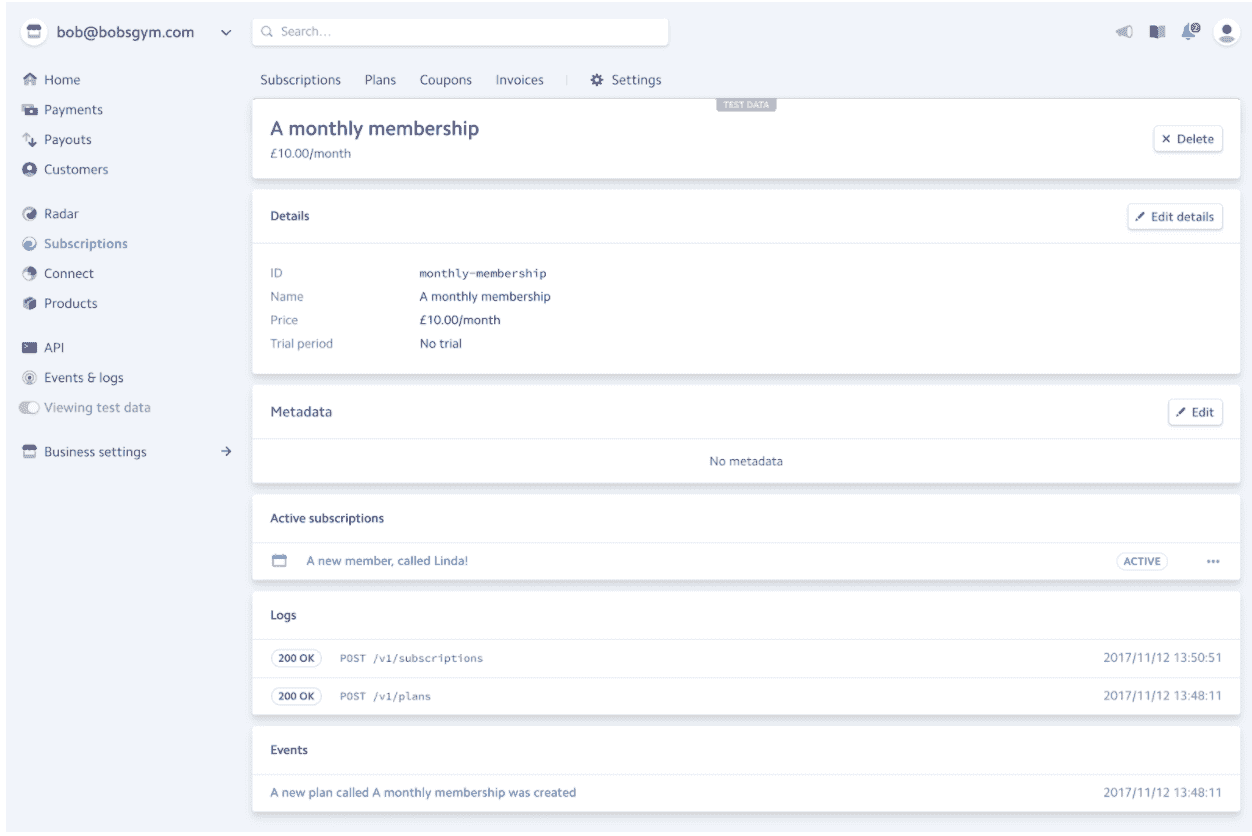 bob@bobsgym.com
Search...
Home
Payments
Payouts
Customers
Radar
Subscriptions
Connect
Products
API
Events & logs
Viewing test data
Business settings
Subscriptions Plans Coupons Invoices Settings
TEST DATA
A monthly membership
£10.00/month
Delete
Details
Edit details
ID monthly-membership
Name A monthly membership
Price £10.00/month
Trial period No trial
Metadata
Edit
No metadata
Active subscriptions
A new member, called Linda! ACTIVE
Logs
200 OK POST /v1/subscriptions 2017/11/12 13:50:51
200 OK POST /v1/plans 2017/11/12 13:48:11
Events
A new plan called A monthly membership was created 2017/11/12 13:48:11